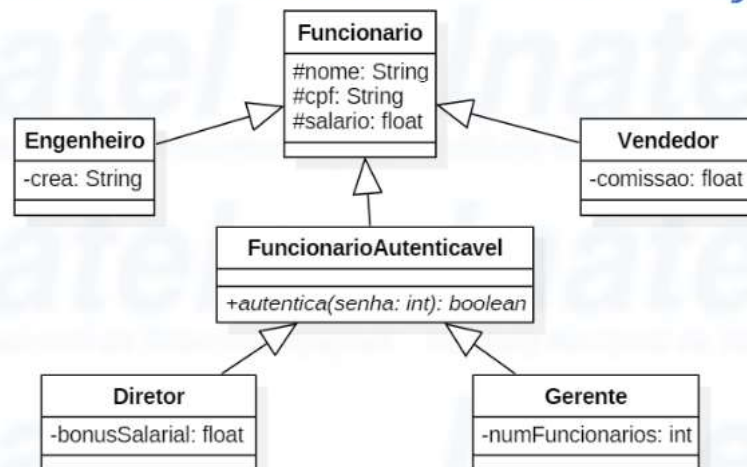 Funcionario
#nome: String
#cpf: String
#salario: float
Engenheiro
-crea: String
Vendedor
-comissao: float
FuncionarioAutenticavel
+autentica(senha: int): boolean
Diretor
-bonusSalarial: float
Gerente
-numFuncionarios: int